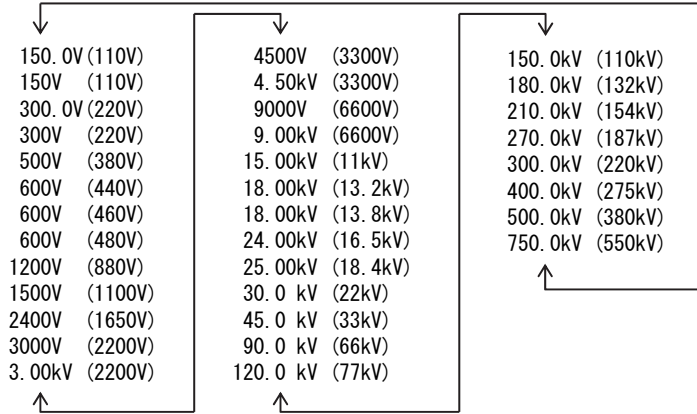 150.0V(110V)
150V (110V)
300.0V(220V)
300V (220V)
500V (380V)
600V (440V)
600V (460V)
600V (480V)
1200V (880V)
1500V (1100V)
2400V (1650V)
3000V (2200V)
3.00kV (2200V)
4500V (3300V)
4.50kV (3300V)
9000V (6600V)
9.00kV (6600V)
15.00kV (11kV)
18.00kV (13.2kV)
18.00kV (13.8kV)
24.00kV (16.5kV)
25.00kV (18.4kV)
30.0 kV (22kV)
45.0 kV (33kV)
90.0 kV (66kV)
120.0 kV (77kV)
150.0kV (110kV)
180.0kV (132kV)
210.0kV (154kV)
270.0kV (187kV)
300.0kV (220kV)
400.0kV (275kV)
500.0kV (380kV)
750.0kV (550kV)